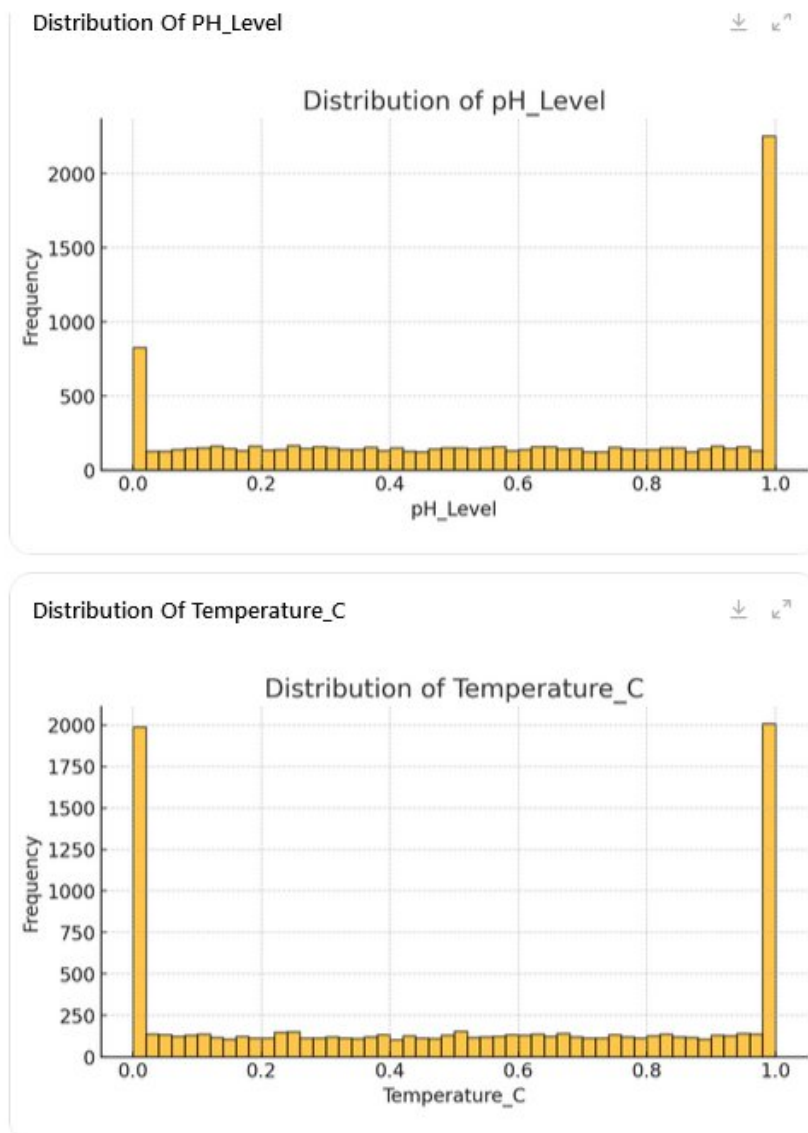 Distribution Of PH_Level
Distribution of pH_Level
2000
1500
1000
500
0
Frequency
0.0 0.2 0.4 0.6 0.8 1.0
pH_Level
Distribution Of Temperature_C
Distribution of Temperature_C
2000
1750
1500
1250
1000
750
500
250
0
Frequency
0.0 0.2 0.4 0.6 0.8 1.0
Temperature_C